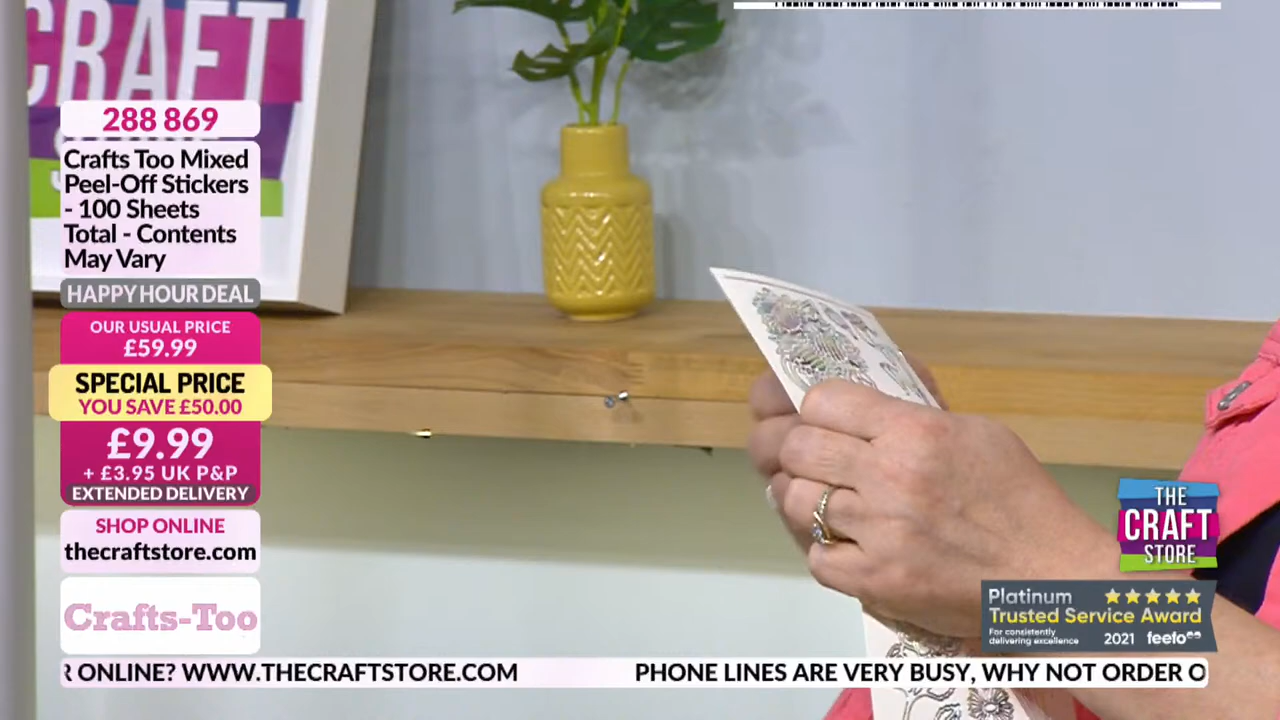 CRAFT
288 869
Crafts Too Mixed
Peel-Off Stickers
- 100 Sheets
Total - Contents
May Vary
HAPPY HOUR DEAL
OUR USUAL PRICE
£59.99
SPECIAL PRICE
YOU SAVE £50.00
£9.99
+ £3.95 UK P&P
EXTENDED DELIVERY
SHOP ONLINE
thecraftstore.com
Crafts-Too
THE
CRAFT
STORE
Platinum ★★★★★
Trusted Service Award
For consistently
delivering excellence
2021 feefo
R ONLINE? WWW.THECRAFTSTORE.COM PHONE LINES ARE VERY BUSY, WHY NOT ORDER O